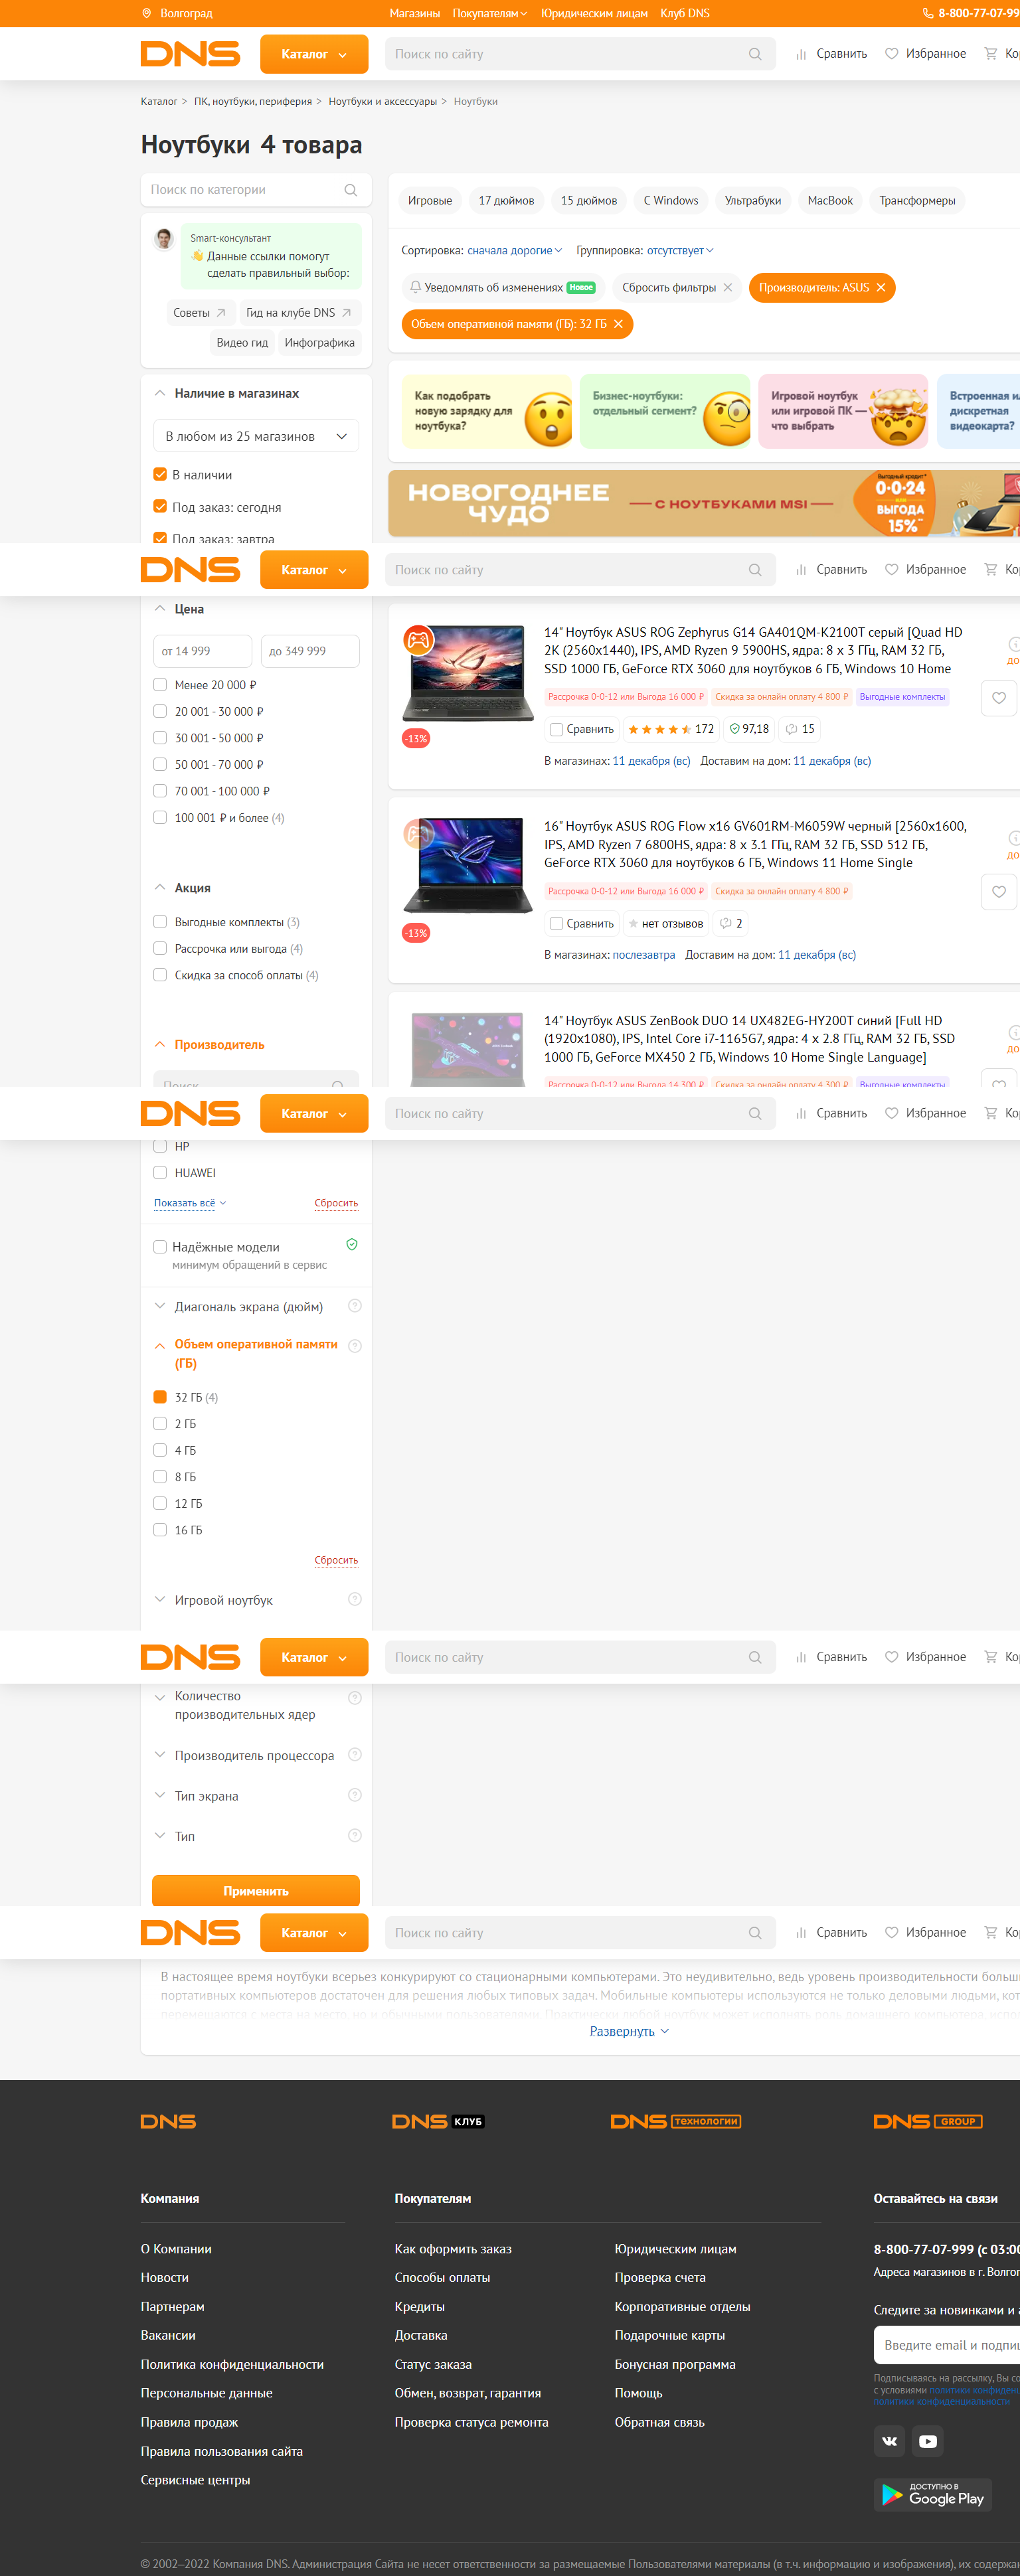 Волгоград
Магазины Покупателям Юридическим лицам Клуб DNS
8-800-77-07-99
DNS Каталог Поиск по сайту Сравнить Избранное
Каталог > ПК, ноутбуки, периферия > Ноутбуки и аксессуары > Ноутбуки
Ноутбуки 4 товара
Поиск по категории
Smart-консультант
Данные ссылки помогут
сделать правильный выбор:
Советы Гид на клубе DNS
Видео гид Инфографика
Наличие в магазинах
В любом из 25 магазинов
В наличии
Под заказ: сегодня
Под заказ: завтра
Игровые 17 дюймов 15 дюймов С Windows Ультрабуки MacBook Трансформеры
Сортировка: сначала дорогие Группировка: отсутствует
Уведомлять об изменениях Новое Сбросить фильтры Производитель: ASUS
Объем оперативной памяти (ГБ): 32 ГБ
Как подобрать
новую зарядку для
ноутбука?
Бизнес-ноутбуки:
отдельный сегмент?
Игровой ноутбук
или игровой ПК —
что выбрать
Встроенная и
дискретная
видеокарта?
НОВОГОДНЕЕ
ЧУДО
— С НОУТБУКАМИ MSI —
Выгодный кредит*
0-0-24
или
ВЫГОДА
15%**
DNS Каталог Поиск по сайту Сравнить Избранное
Цена
от 14 999 до 349 999
Менее 20 000 ₽
20 001 - 30 000 ₽
30 001 - 50 000 ₽
50 001 - 70 000 ₽
70 001 - 100 000 ₽
100 001 ₽ и более (4)
Акция
Выгодные комплекты (3)
Рассрочка или выгода (4)
Скидка за способ оплаты (4)
Производитель
Поиск
14" Ноутбук ASUS ROG Zephyrus G14 GA401QM-K2100T серый [Quad HD
2K (2560x1440), IPS, AMD Ryzen 9 5900HS, ядра: 8 х 3 ГГц, RAM 32 ГБ,
SSD 1000 ГБ, GeForce RTX 3060 для ноутбуков 6 ГБ, Windows 10 Home
Рассрочка 0-0-12 или Выгода 16 000 ₽ Скидка за онлайн оплату 4 800 ₽ Выгодные комплекты
-13%
Сравнить 172 97,18 15
В магазинах: 11 декабря (вс) Доставим на дом: 11 декабря (вс)
16" Ноутбук ASUS ROG Flow x16 GV601RM-M6059W черный [2560x1600,
IPS, AMD Ryzen 7 6800HS, ядра: 8 х 3.1 ГГц, RAM 32 ГБ, SSD 512 ГБ,
GeForce RTX 3060 для ноутбуков 6 ГБ, Windows 11 Home Single
Рассрочка 0-0-12 или Выгода 16 000 ₽ Скидка за онлайн оплату 4 800 ₽
-13%
Сравнить нет отзывов 2
В магазинах: послезавтра Доставим на дом: 11 декабря (вс)
14" Ноутбук ASUS ZenBook DUO 14 UX482EG-HY200T синий [Full HD
(1920x1080), IPS, Intel Core i7-1165G7, ядра: 4 х 2.8 ГГц, RAM 32 ГБ, SSD
1000 ГБ, GeForce MX450 2 ГБ, Windows 10 Home Single Language]
Рассрочка 0-0-12 или Выгода 14 300 ₽ Скидка за онлайн оплату 4 300 ₽ Выгодные комплекты
DNS Каталог Поиск по сайту Сравнить Избранное
HP
HUAWEI
Показать всё Сбросить
Надёжные модели
минимум обращений в сервис
Диагональ экрана (дюйм)
Объем оперативной памяти
(ГБ)
32 ГБ (4)
2 ГБ
4 ГБ
8 ГБ
12 ГБ
16 ГБ
Сбросить
Игровой ноутбук
DNS Каталог Поиск по сайту Сравнить Избранное
Количество
производительных ядер
Производитель процессора
Тип экрана
Тип
Применить
DNS Каталог Поиск по сайту Сравнить Избранное
В настоящее время ноутбуки всерьез конкурируют со стационарными компьютерами. Это неудивительно, ведь уровень производительности
портативных компьютеров достаточен для решения любых типовых задач. Мобильные компьютеры используются не только деловыми людьми,
Развернуть
DNS DNS КЛУБ DNS ТЕХНОЛОГИИ DNS GROUP
Компания
О Компании
Новости
Партнерам
Вакансии
Политика конфиденциальности
Персональные данные
Правила продаж
Правила пользования сайта
Сервисные центры
Покупателям
Как оформить заказ
Способы оплаты
Кредиты
Доставка
Статус заказа
Обмен, возврат, гарантия
Проверка статуса ремонта
Юридическим лицам
Проверка счета
Корпоративные отделы
Подарочные карты
Бонусная программа
Помощь
Обратная связь
Оставайтесь на связи
8-800-77-07-999 (с 03:00
Адреса магазинов в г. Волгог
Следите за новинками и
Введите email и подпиш
Подписываясь на рассылку, Вы со
с условиями политики конфиденц
политики конфиденциальности
ДОСТУПНО В
Google Play
© 2002–2022 Компания DNS. Администрация Сайта не несет ответственности за размещаемые Пользователями материалы (в т.ч. информацию и изображения), их